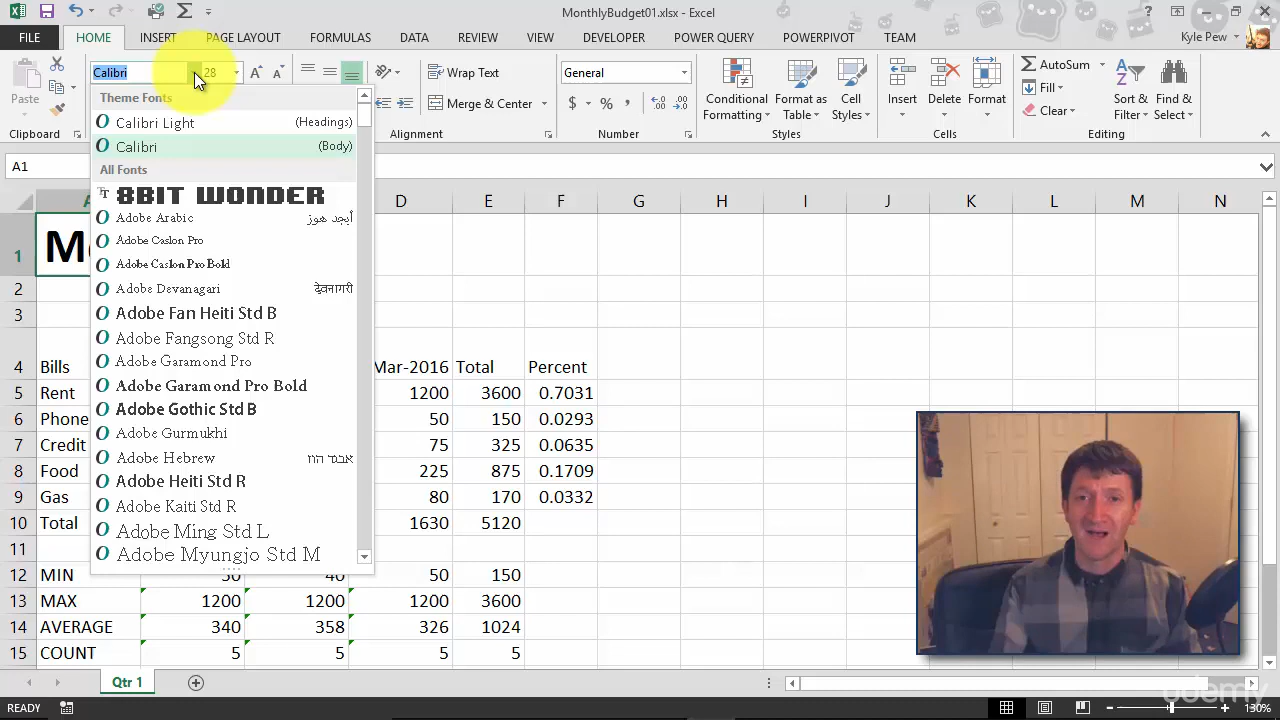 MonthlyBudget01.xlsx - Excel
FILE HOME INSERT PAGE LAYOUT FORMULAS DATA REVIEW VIEW DEVELOPER POWER QUERY POWERPIVOT TEAM Kyle Pew
Calibri 28 Wrap Text General AutoSum
Paste Merge & Center $ % , Conditional Formatting Format as Table Cell Styles Insert Delete Format Fill Clear Sort & Filter Find & Select
Clipboard Alignment Styles Cells Editing
Theme Fonts
Calibri Light (Headings)
Calibri (Body)
All Fonts
8BIT WONDER
Adobe Arabic أبجد هوز
Adobe Caslon Pro
Adobe Caslon Pro Bold
Adobe Devanagari देवनागरी
Adobe Fan Heiti Std B
Adobe Fangsong Std R
Adobe Garamond Pro
Adobe Garamond Pro Bold
Adobe Gothic Std B
Adobe Gurmukhi
Adobe Hebrew אבגד הוז
Adobe Heiti Std R
Adobe Kaiti Std R
Adobe Ming Std L
Adobe Myungjo Std M
A1
A D E F G H I J K L M N
1 Mo
2
3
4 Bills Mar-2016 Total Percent
5 Rent 1200 3600 0.7031
6 Phone 50 150 0.0293
7 Credit 75 325 0.0635
8 Food 225 875 0.1709
9 Gas 80 170 0.0332
10 Total 1630 5120
11
12 MIN 50 40 50 150
13 MAX 1200 1200 1200 3600
14 AVERAGE 340 358 326 1024
15 COUNT 5 5 5 5
Qtr 1
READY 130%
udemy